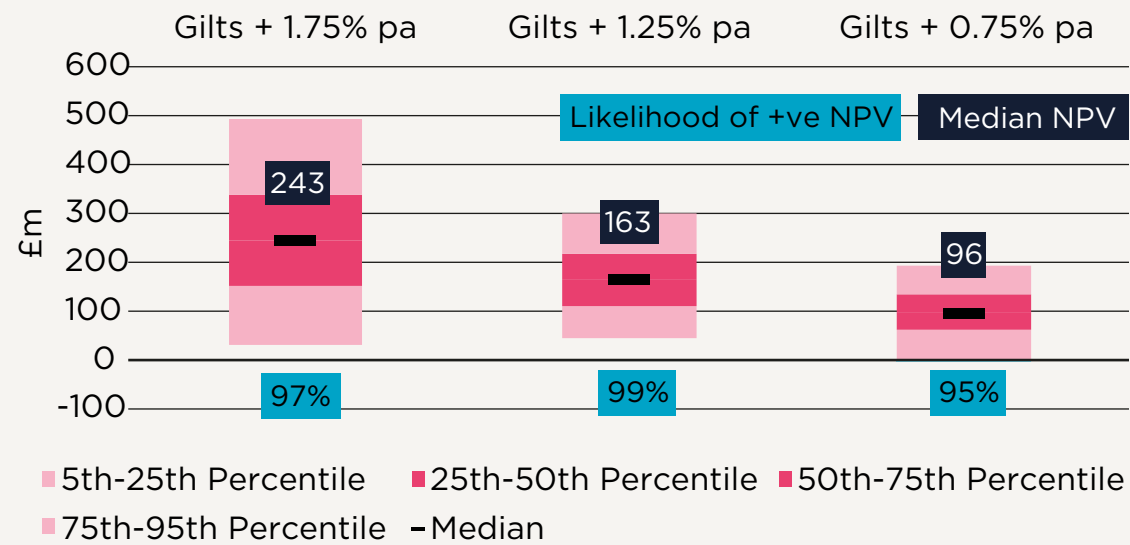 Gilts + 1.75% pa Gilts + 1.25% pa Gilts + 0.75% pa
600
500
Likelihood of +ve NPV Median NPV
400
243
300
163
£m
200
96
100
0
97% 99% 95%
-100
5th-25th Percentile 25th-50th Percentile 50th-75th Percentile
75th-95th Percentile Median